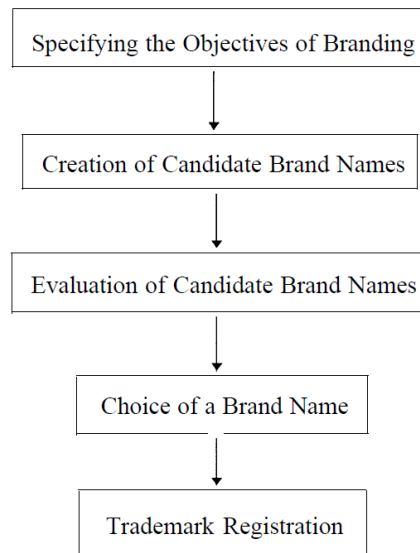 Specifying the Objectives of Branding
Creation of Candidate Brand Names
Evaluation of Candidate Brand Names
Choice of a Brand Name
Trademark Registration